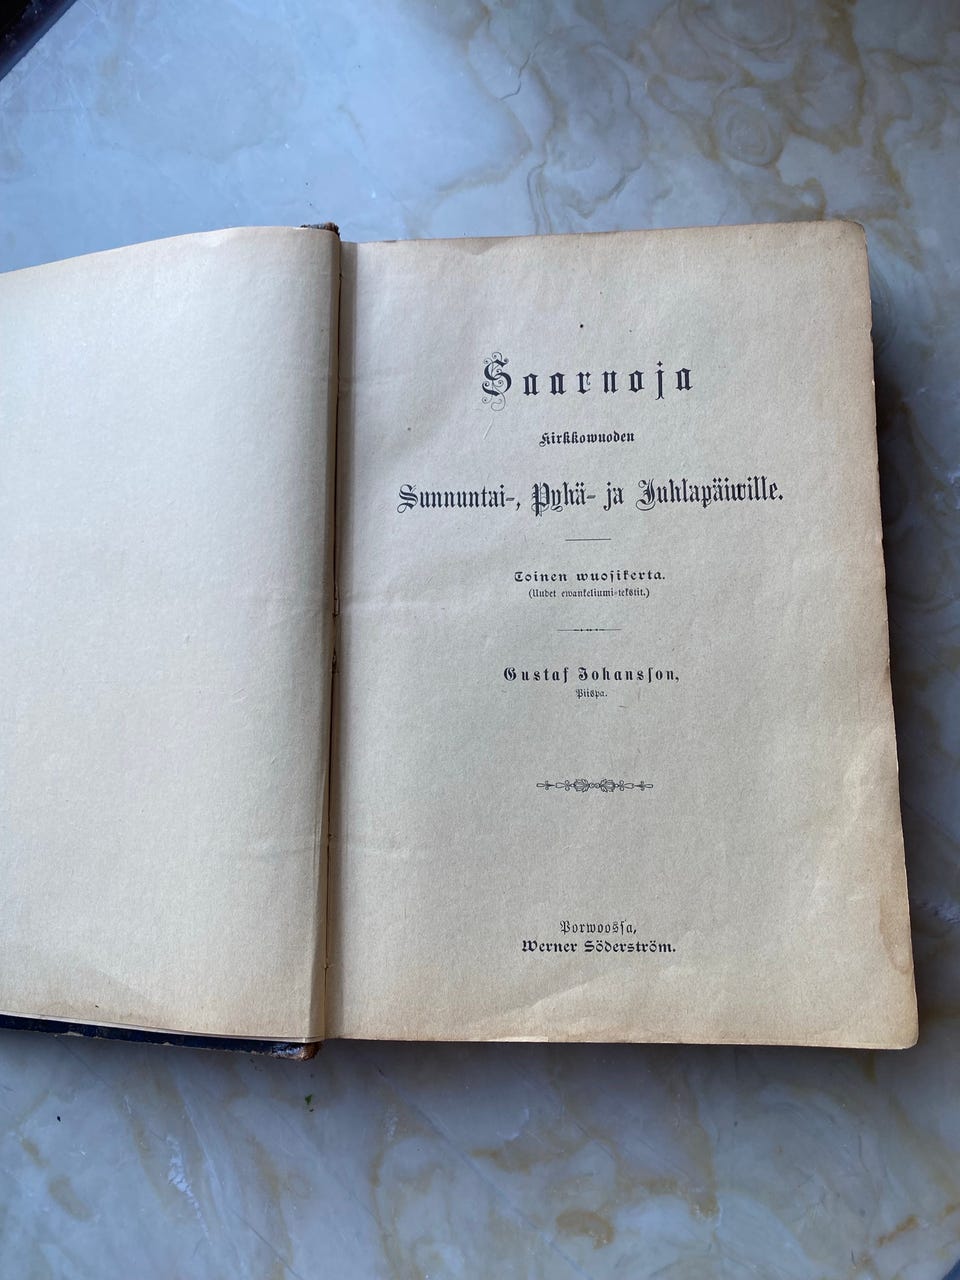 Saarnoja
Kirkkowuoden
Sunnuntai-, Pyhä- ja Juhlapäiwille.
Toinen wuosikerta.
(Uudet ewankeliumi-tekstit.)
Gustaf Johansson,
Piispa.
Porwoossa,
Werner Söderström.